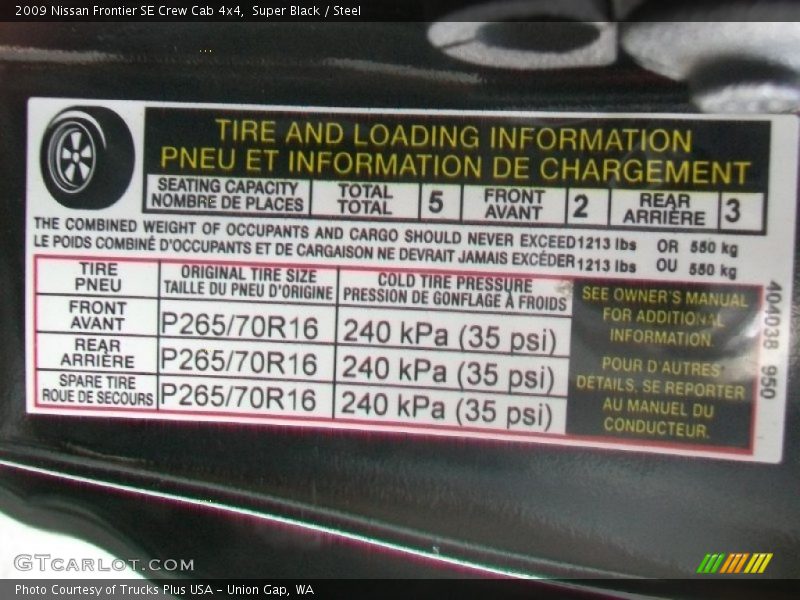 2009 Nissan Frontier SE Crew Cab 4x4,  Super Black / Steel
TIRE AND LOADING INFORMATION
PNEU ET INFORMATION DE CHARGEMENT
SEATING CAPACITY
NOMBRE DE PLACES
TOTAL
TOTAL
5
FRONT
AVANT
2
REAR
ARRIÈRE
3
THE COMBINED WEIGHT OF OCCUPANTS AND CARGO SHOULD NEVER EXCEED 1213 lbs OR 550 kg
LE POIDS COMBINÉ D'OCCUPANTS ET DE CARGAISON NE DEVRAIT JAMAIS EXCÉDER 1213 lbs OU 550 kg
TIRE
PNEU
ORIGINAL TIRE SIZE
TAILLE DU PNEU D'ORIGINE
COLD TIRE PRESSURE
PRESSION DE GONFLAGE À FROIDS
FRONT
AVANT
P265/70R16
240 kPa (35 psi)
REAR
ARRIÈRE
P265/70R16
240 kPa (35 psi)
SPARE TIRE
ROUE DE SECOURS
P265/70R16
240 kPa (35 psi)
SEE OWNER'S MANUAL
FOR ADDITIONAL
INFORMATION.
POUR D'AUTRES
DÉTAILS, SE REPORTER
AU MANUEL DU
CONDUCTEUR.
404038 950
GTCARLOT.COM
Photo Courtesy of Trucks Plus USA – Union Gap, WA